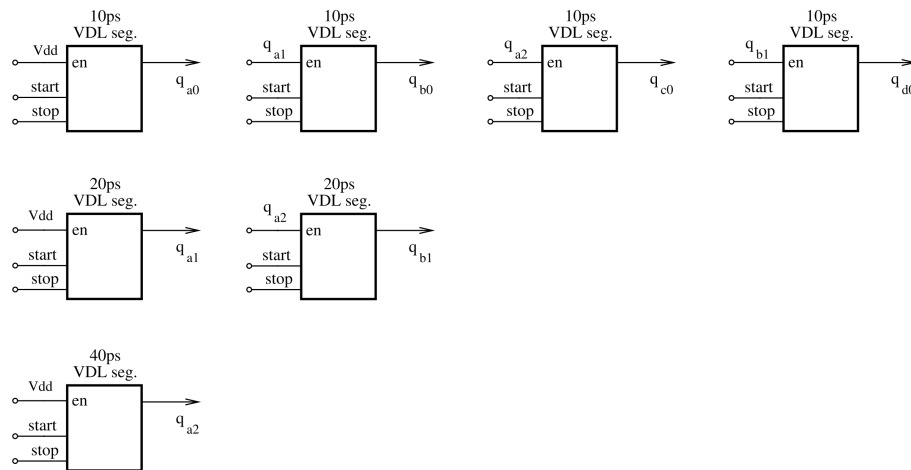 10ps 10ps 10ps 10ps
VDL seg. VDL seg. VDL seg. VDL seg.
Vdd en q a1 en q a2 en q b1 en
q a0 q b0 q c0 q d0
start start start start
stop stop stop stop
20ps 20ps
VDL seg. VDL seg.
Vdd en q a2 en
q a1 q b1
start start
stop stop
40ps
VDL seg.
Vdd en
q a2
start
stop